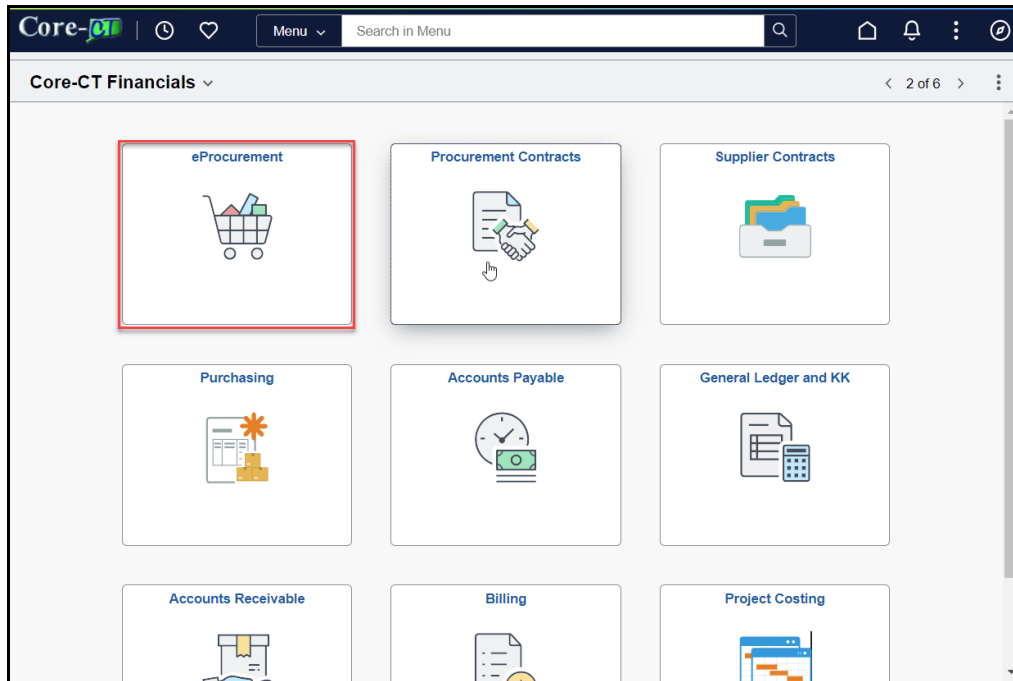 Core-CT Menu Search in Menu
Core-CT Financials 2 of 6
eProcurement Procurement Contracts Supplier Contracts
Purchasing Accounts Payable General Ledger and KK
Accounts Receivable Billing Project Costing